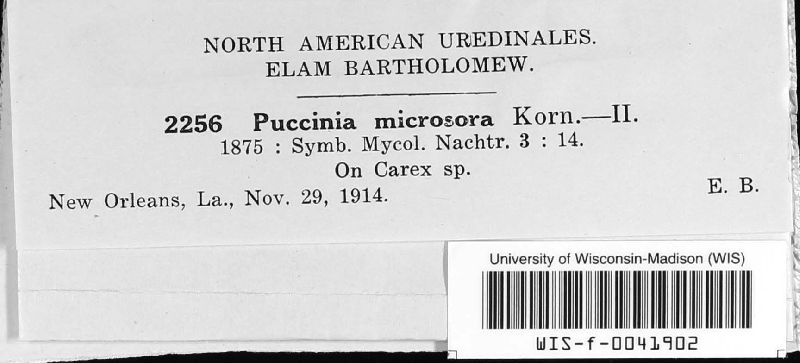 NORTH AMERICAN UREDINALES.
ELAM BARTHOLOMEW.
2256 Puccinia microsora Korn.—II.
1875 : Symb. Mycol. Nachtr. 3 : 14.
On Carex sp.
New Orleans, La., Nov. 29, 1914.
E. B.
University of Wisconsin-Madison (WIS)
WIS-f-0041902